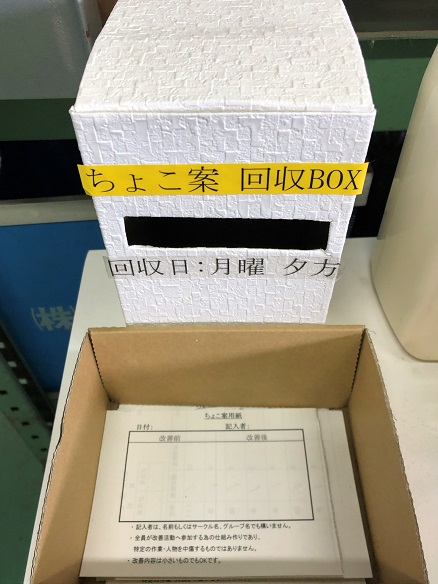 ちょこ案 回収BOX
回収日：月曜 夕方
(株)
ちょこ案用紙
日付： 記入者：
改善前 改善後
・記入者は、名前もしくはサークル名、グループ名でも構いません。
・全員が改善活動へ参加する為の仕組み作りであり、
特定の作業・人物を中傷するものではありません。
・改善内容は小さいものでもOKです。